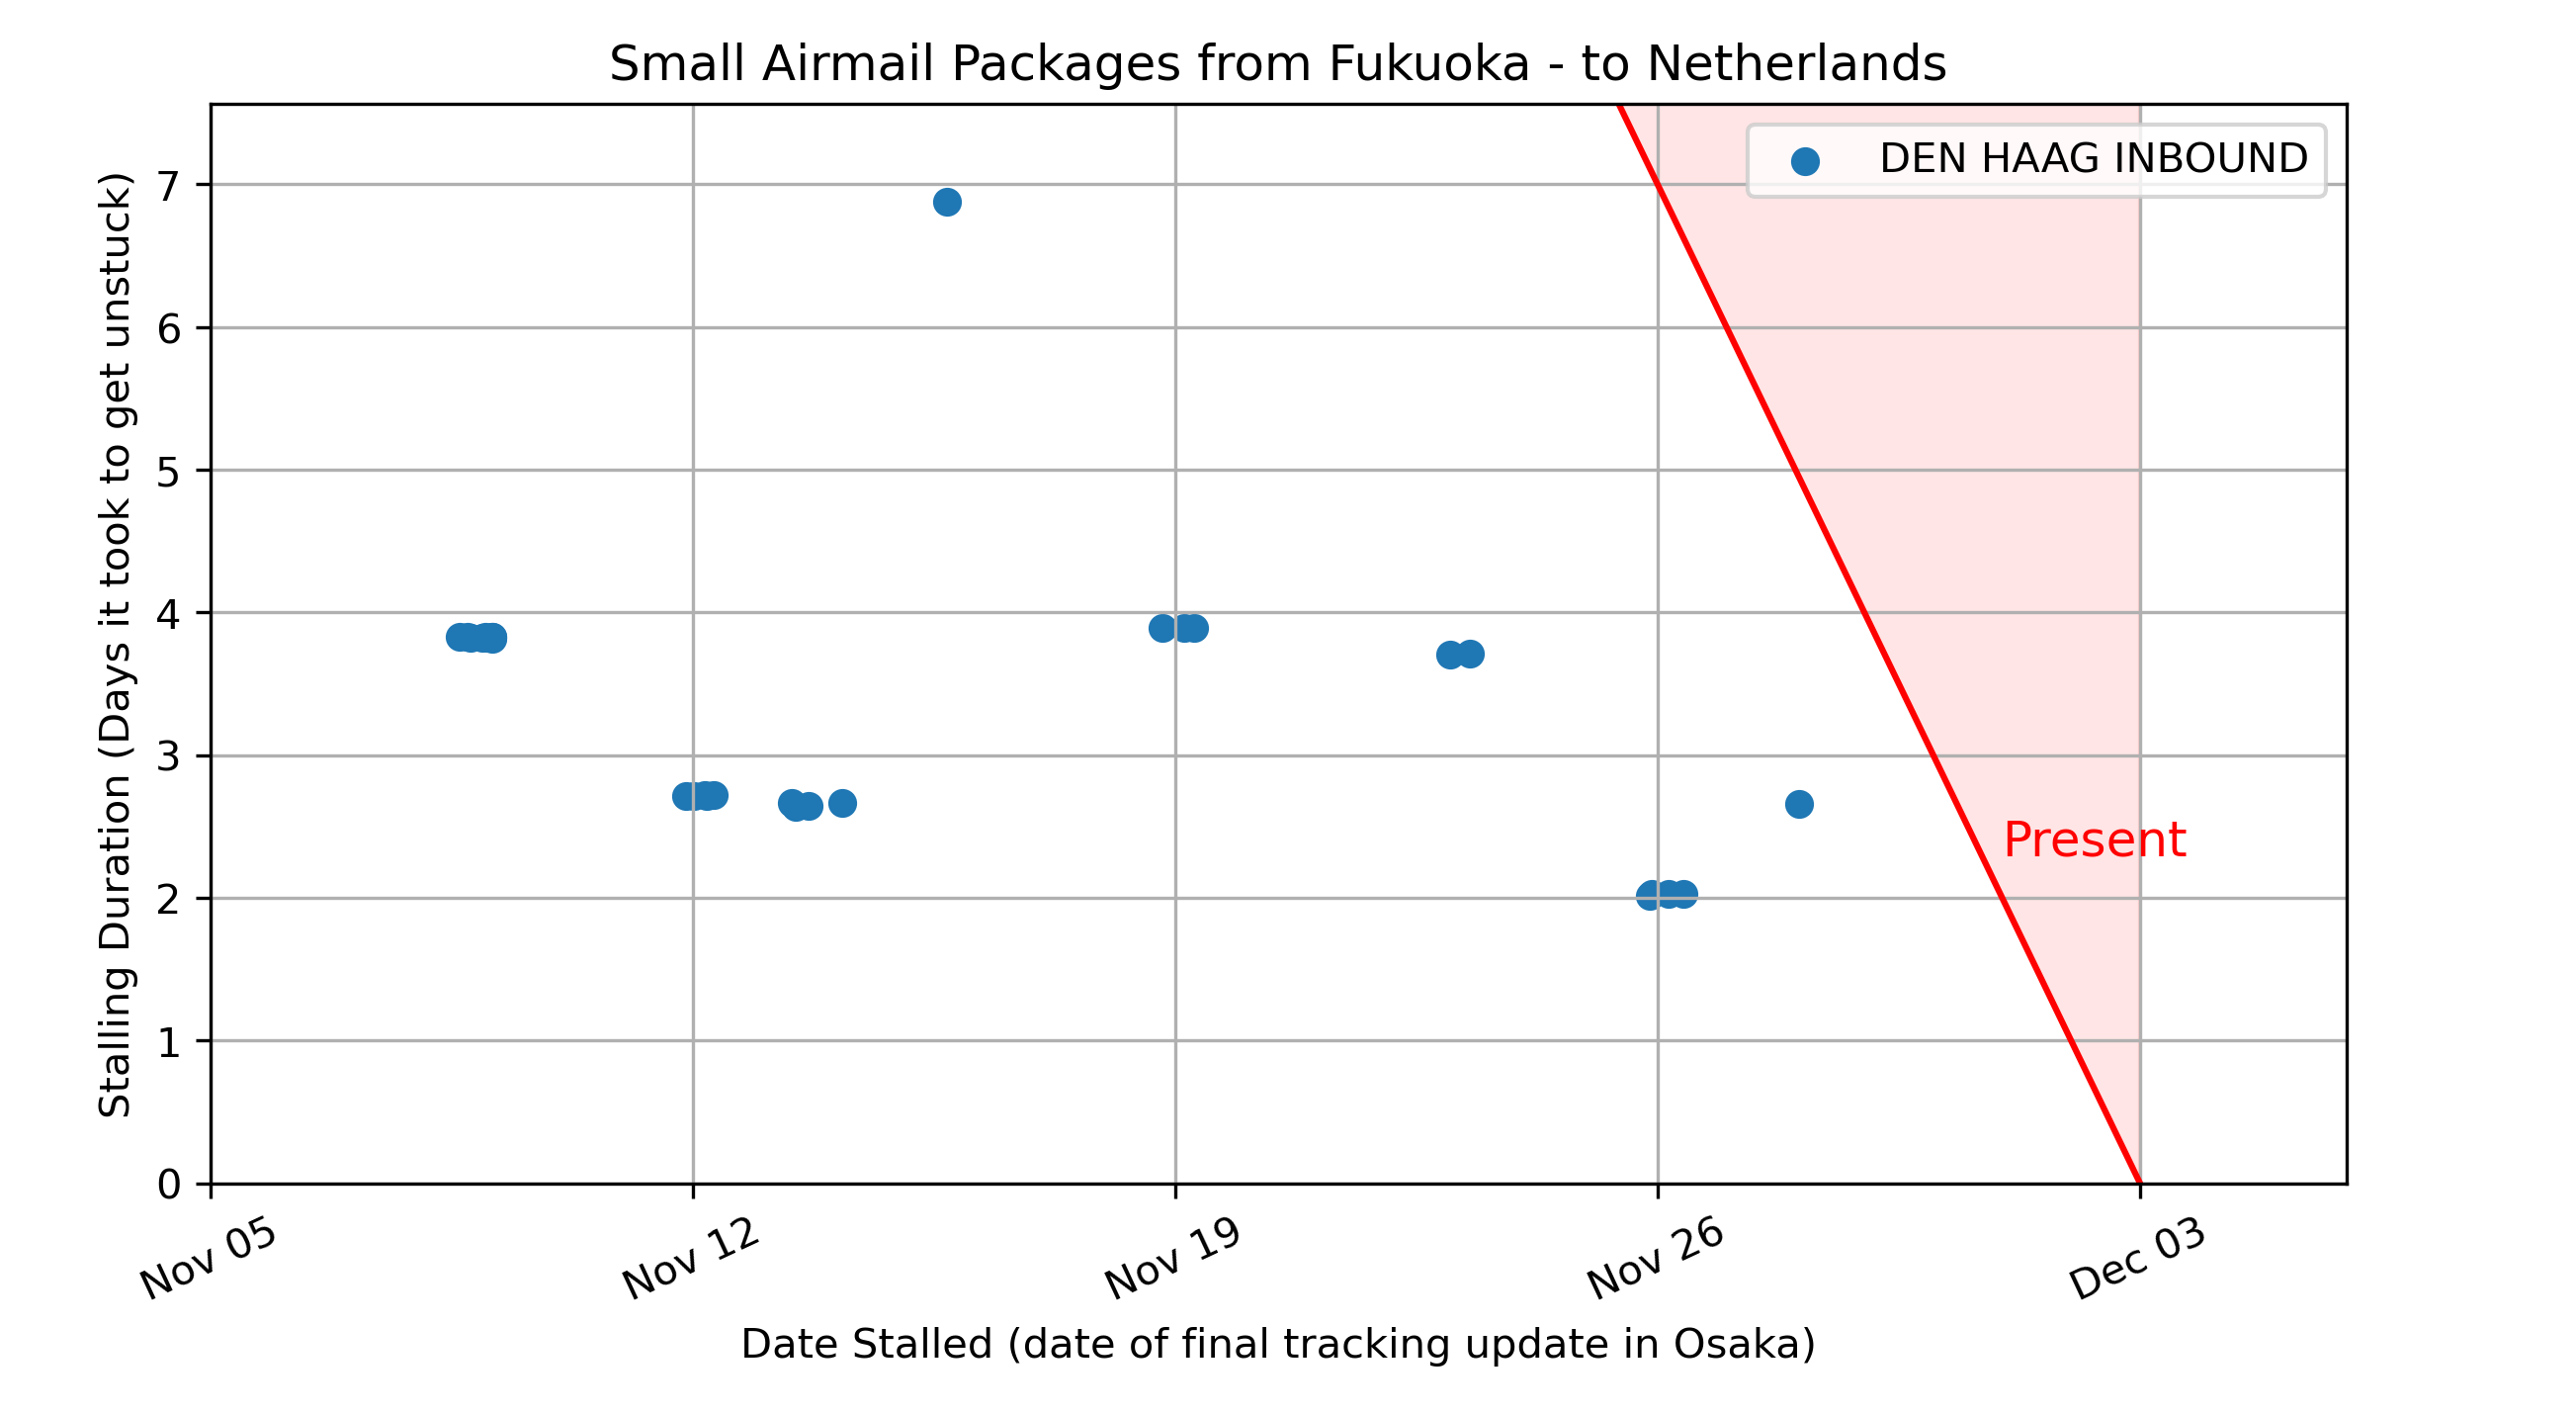 Small Airmail Packages from Fukuoka - to Netherlands
DEN HAAG INBOUND
Stalling Duration (Days it took to get unstuck)
7
6
5
4
3
2
1
0
Present
Nov 05
Nov 12
Nov 19
Nov 26
Dec 03
Date Stalled (date of final tracking update in Osaka)